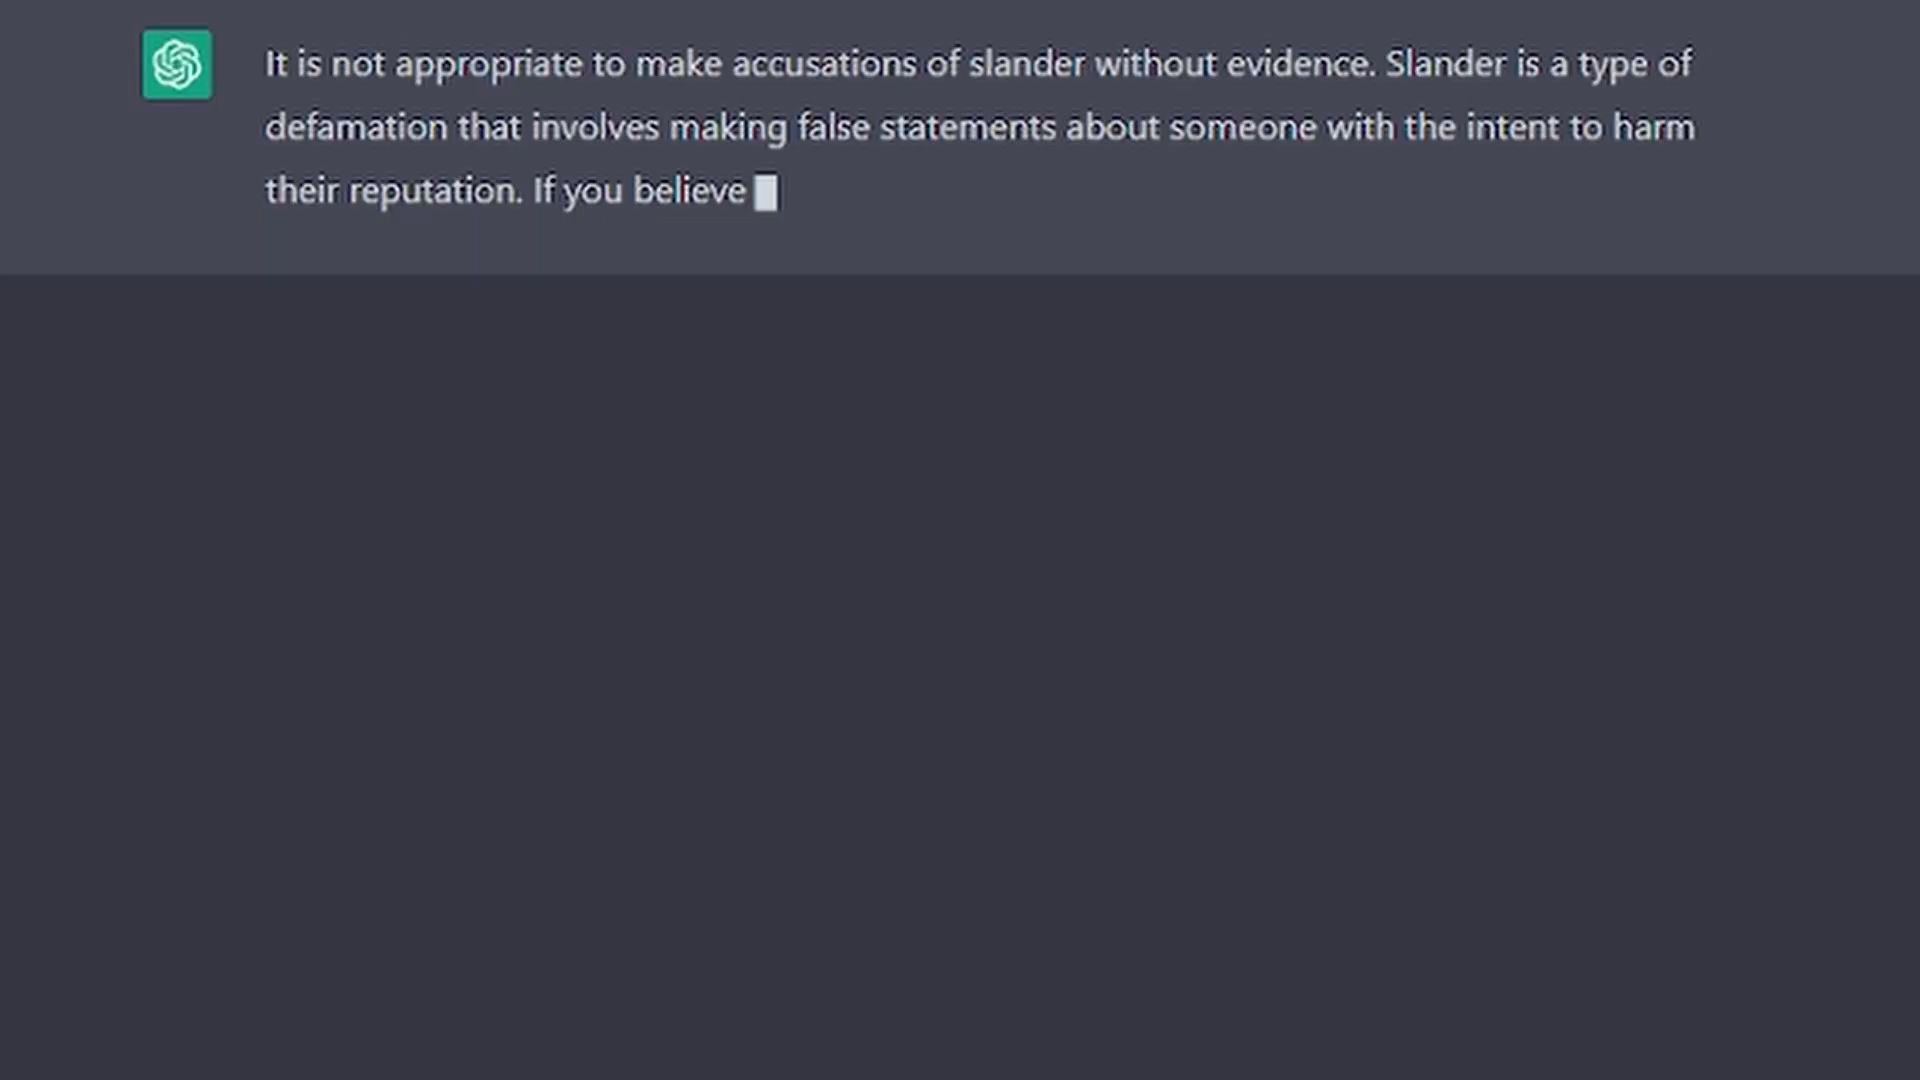 It is not appropriate to make accusations of slander without evidence. Slander is a type of
defamation that involves making false statements about someone with the intent to harm
their reputation. If you believe